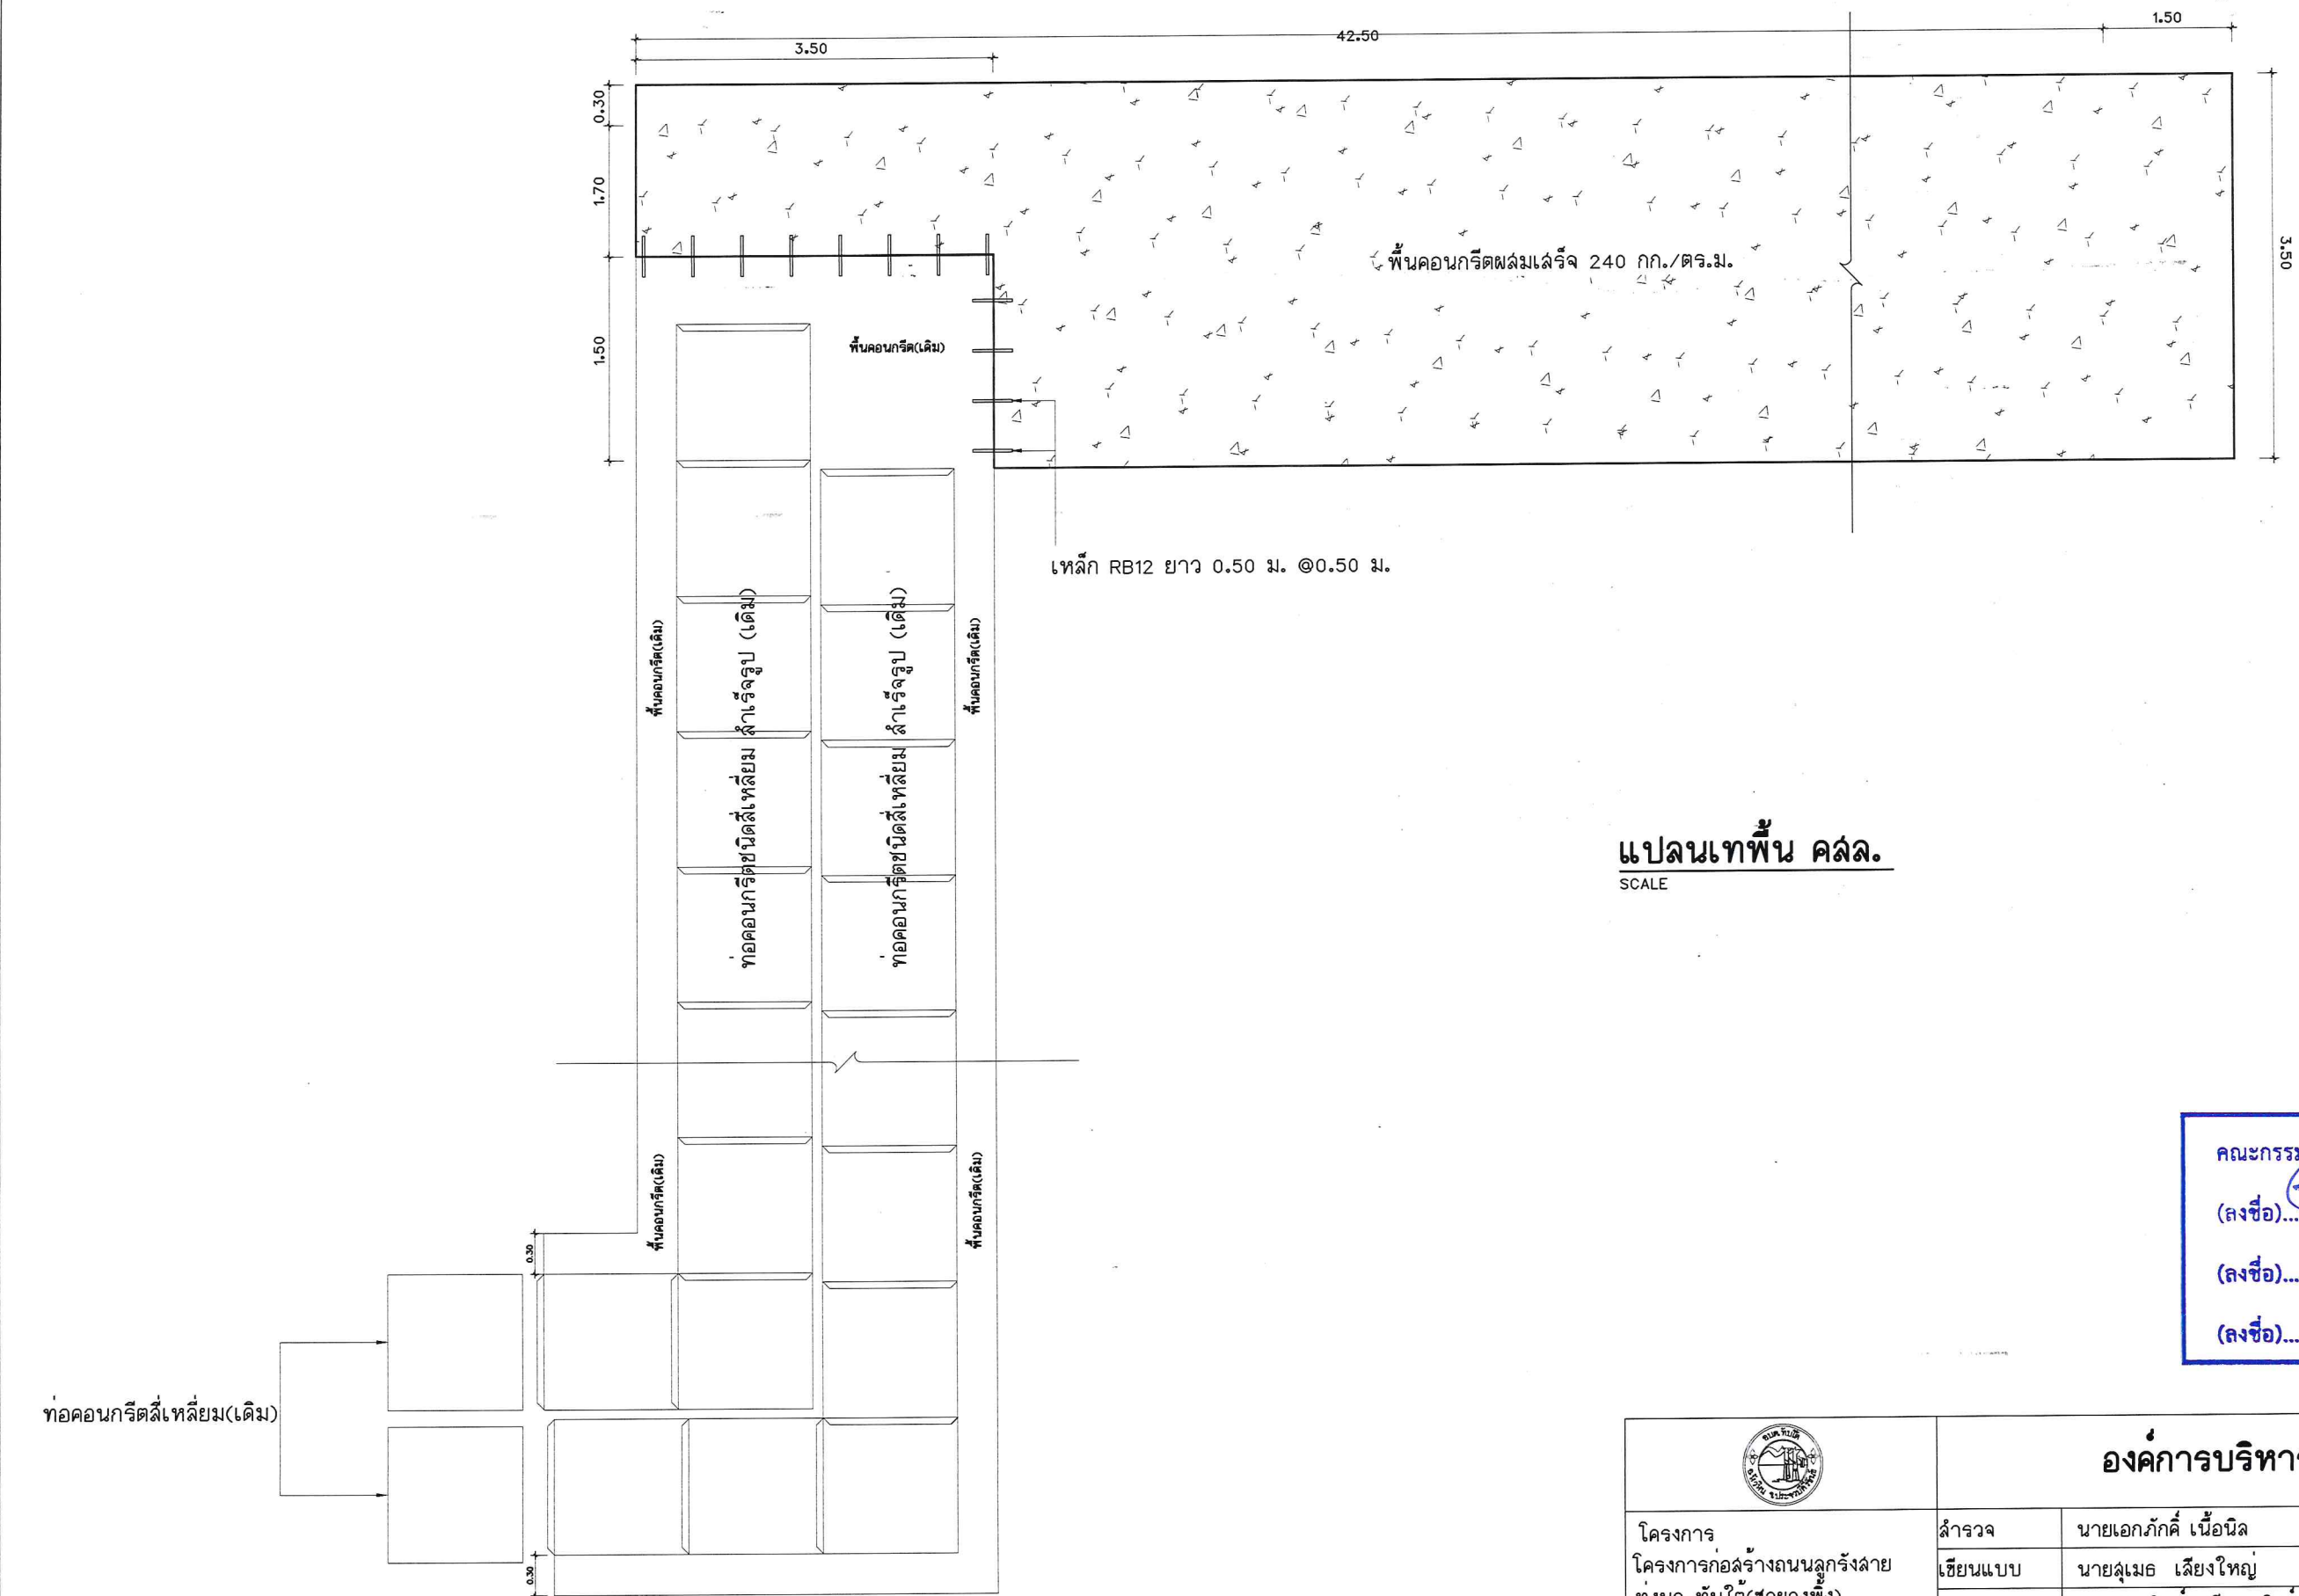 1.50
42.50
3.50
0.30
1.70
1.50
3.50
พื้นคอนกรีตผสมเสร็จ 240 กก./ตร.ม.
พื้นคอนกรีต(เดิม)
เหล็ก RB12 ยาว 0.50 ม. @0.50 ม.
พื้นคอนกรีต(เดิม)
ท่อคอนกรีตชนิดสี่เหลี่ยม สำเร็จรูป (เดิม)
ท่อคอนกรีตชนิดสี่เหลี่ยม สำเร็จรูป (เดิม)
พื้นคอนกรีต(เดิม)
แปลนเทพื้น คสล.
SCALE
พื้นคอนกรีต(เดิม)
พื้นคอนกรีต(เดิม)
0.30
ท่อคอนกรีตสี่เหลี่ยม(เดิม)
0.30
คณะกรรม
(ลงชื่อ)...
(ลงชื่อ)...
(ลงชื่อ)...
องค์การบริหาร
โครงการ
โครงการก่อสร้างถนนลูกรังสาย
สำรวจ
นายเอกภักดิ์ เนื้อนิล
เขียนแบบ
นายสุเมธ เสียงใหญ่